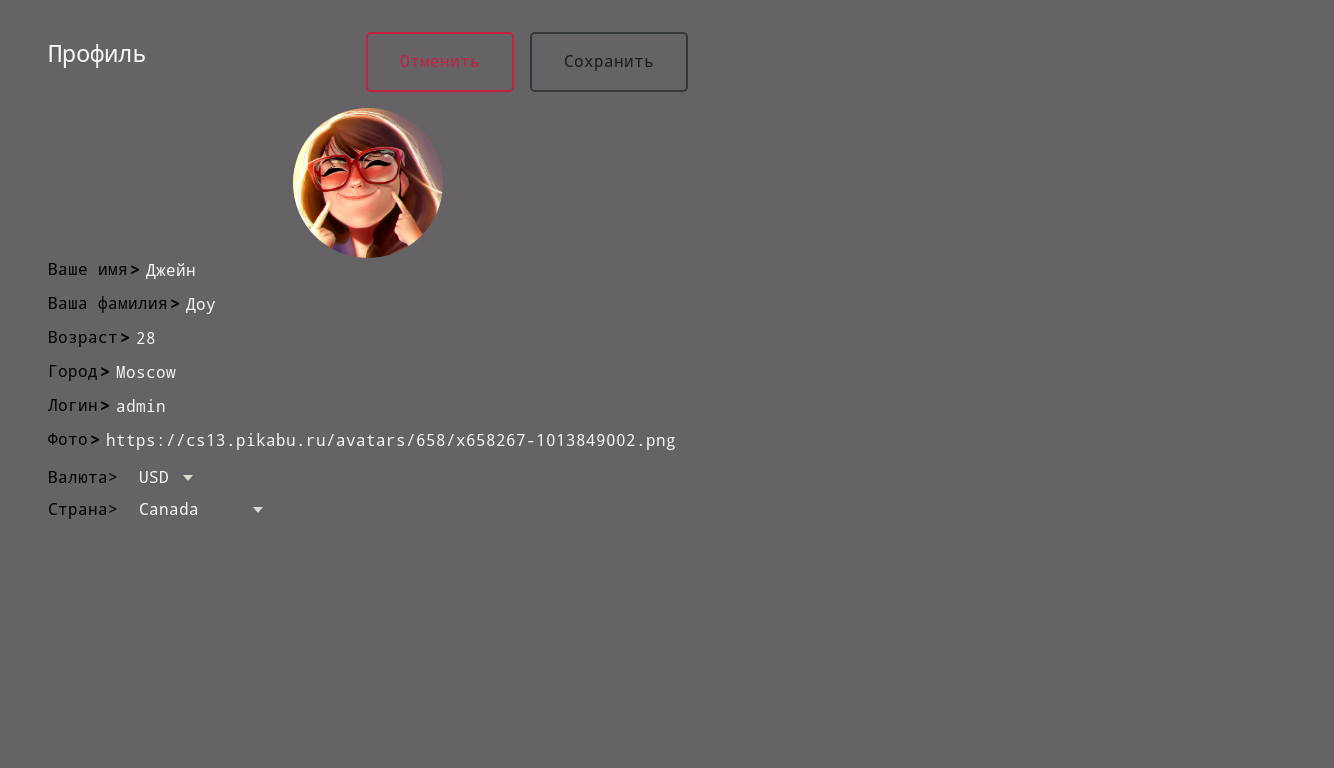 Профиль
Отменить
Сохранить
Ваше имя> Джейн
Ваша фамилия> Доу
Возраст> 28
Город> Moscow
Логин> admin
Фото> https://cs13.pikabu.ru/avatars/658/x658267-1013849002.png
Валюта> USD
Страна> Canada